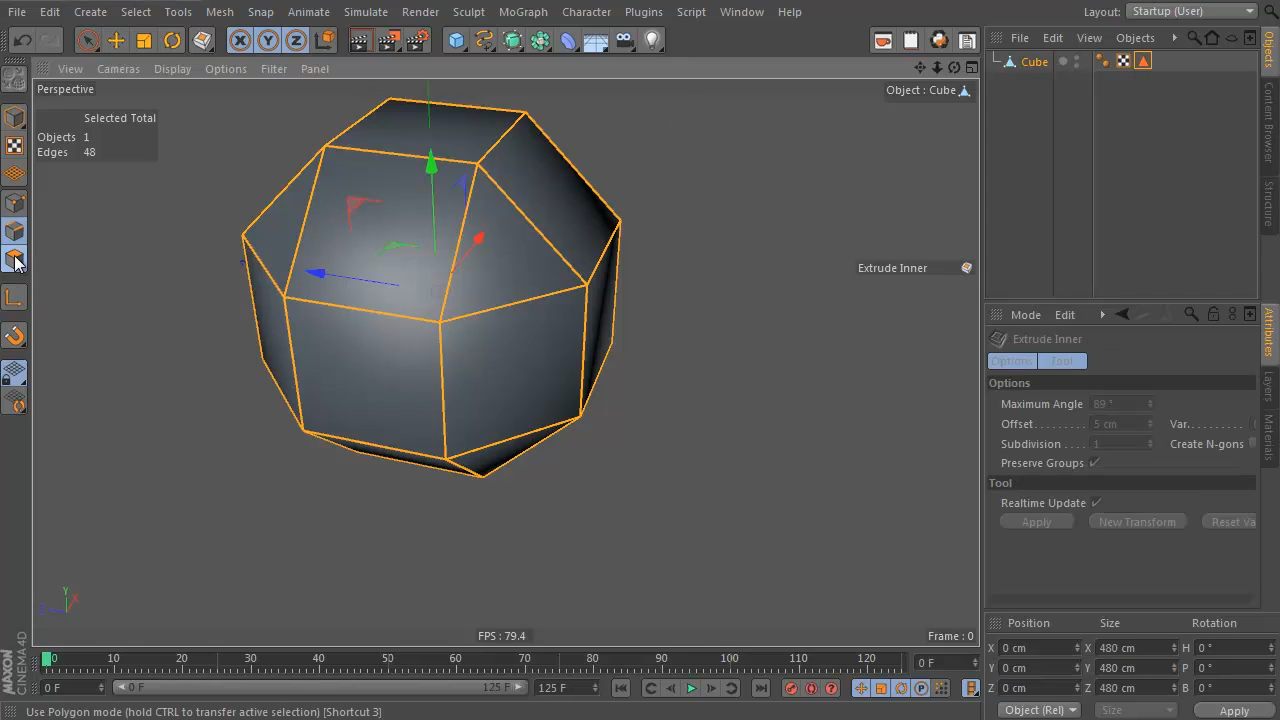 File Edit Create Select Tools Mesh Snap Animate Simulate Render Sculpt MoGraph Character Plugins Script Window Help
Layout: Startup (User)
X Y Z
View Cameras Display Options Filter Panel
File Edit View Objects
Perspective
Object : Cube
Cube
Selected Total
Objects 1
Edges 48
Extrude Inner
Mode Edit
Extrude Inner
Options Tool
Options
Maximum Angle 89 °
Offset 5 cm Var.
Subdivision 1 Create N-gons
Preserve Groups
Tool
Realtime Update
Apply New Transform Reset Va
Objects
Content Browser
Structure
Attributes
Layers
Materials
Y
X
Z
FPS : 79.4
Frame : 0
Position Size Rotation
X 0 cm X 480 cm H 0 °
Y 0 cm Y 480 cm P 0 °
Z 0 cm Z 480 cm B 0 °
Object (Rel) Size Apply
0 10 20 30 40 50 60 70 80 90 100 110 120 0 F
0 F 0 F 125 F 125 F
P
MAXON
CINEMA 4D
Use Polygon mode (hold CTRL to transfer active selection) [Shortcut 3]